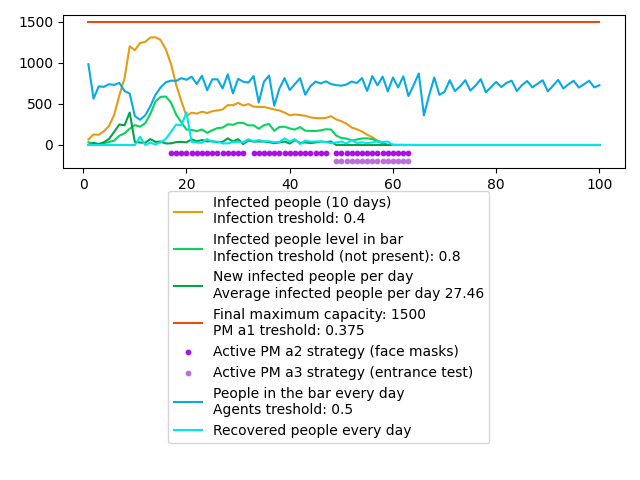 1500
1000
500
0
0
20
40
60
80
100
Infected people (10 days)
Infection treshold: 0.4
Infected people level in bar
Infection treshold (not present): 0.8
New infected people per day
Average infected people per day 27.46
Final maximum capacity: 1500
PM a1 treshold: 0.375
Active PM a2 strategy (face masks)
Active PM a3 strategy (entrance test)
People in the bar every day
Agents treshold: 0.5
Recovered people every day